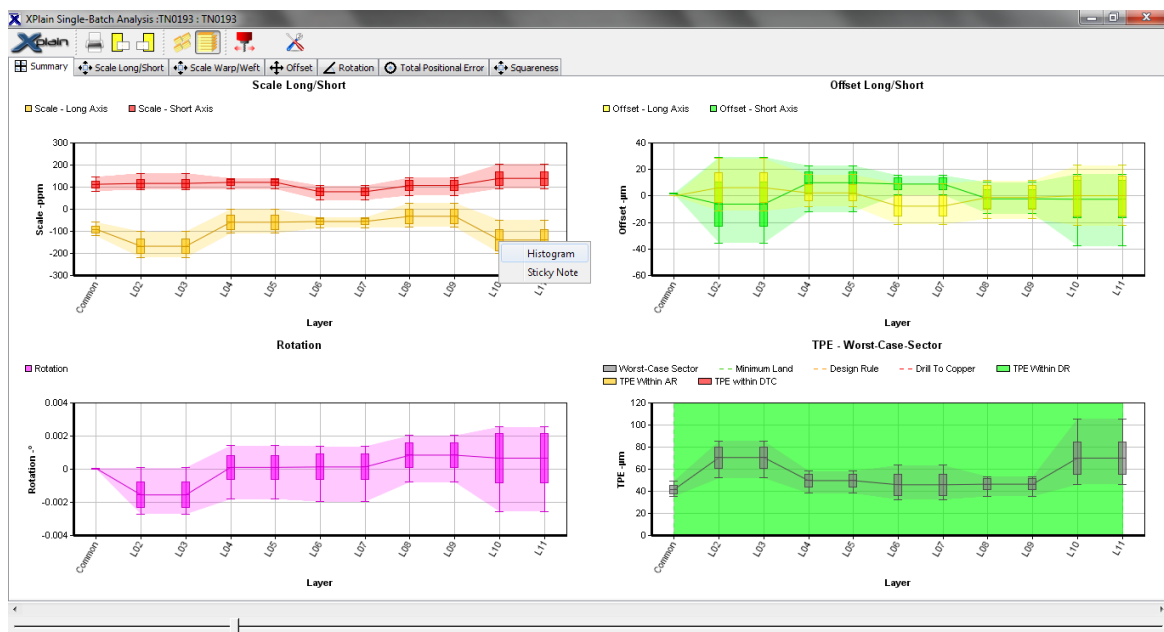 XPlain Single-Batch Analysis :TN0193 : TN0193
Xplain
Summary Scale Long/Short Scale Warp/Weft Offset Rotation Total Positional Error Squareness
Scale Long/Short
Scale - Long Axis Scale - Short Axis
Scale -ppm
300
200
100
0
-100
-200
-300
Common L02 L03 L04 L05 L06 L07 L08 L09 L10 L11
Layer
Histogram
Sticky Note
Offset Long/Short
Offset - Long Axis Offset - Short Axis
Offset -µm
40
20
0
-20
-40
-60
Common L02 L03 L04 L05 L06 L07 L08 L09 L10 L11
Layer
Rotation
Rotation
Rotation -°
0.004
0.002
0
-0.002
-0.004
Common L02 L03 L04 L05 L06 L07 L08 L09 L10 L11
Layer
TPE - Worst-Case-Sector
Worst-Case Sector Minimum Land Design Rule Drill To Copper TPE Within DR
TPE Within AR TPE within DTC
TPE -µm
120
100
80
60
40
20
0
Common L02 L03 L04 L05 L06 L07 L08 L09 L10 L11
Layer